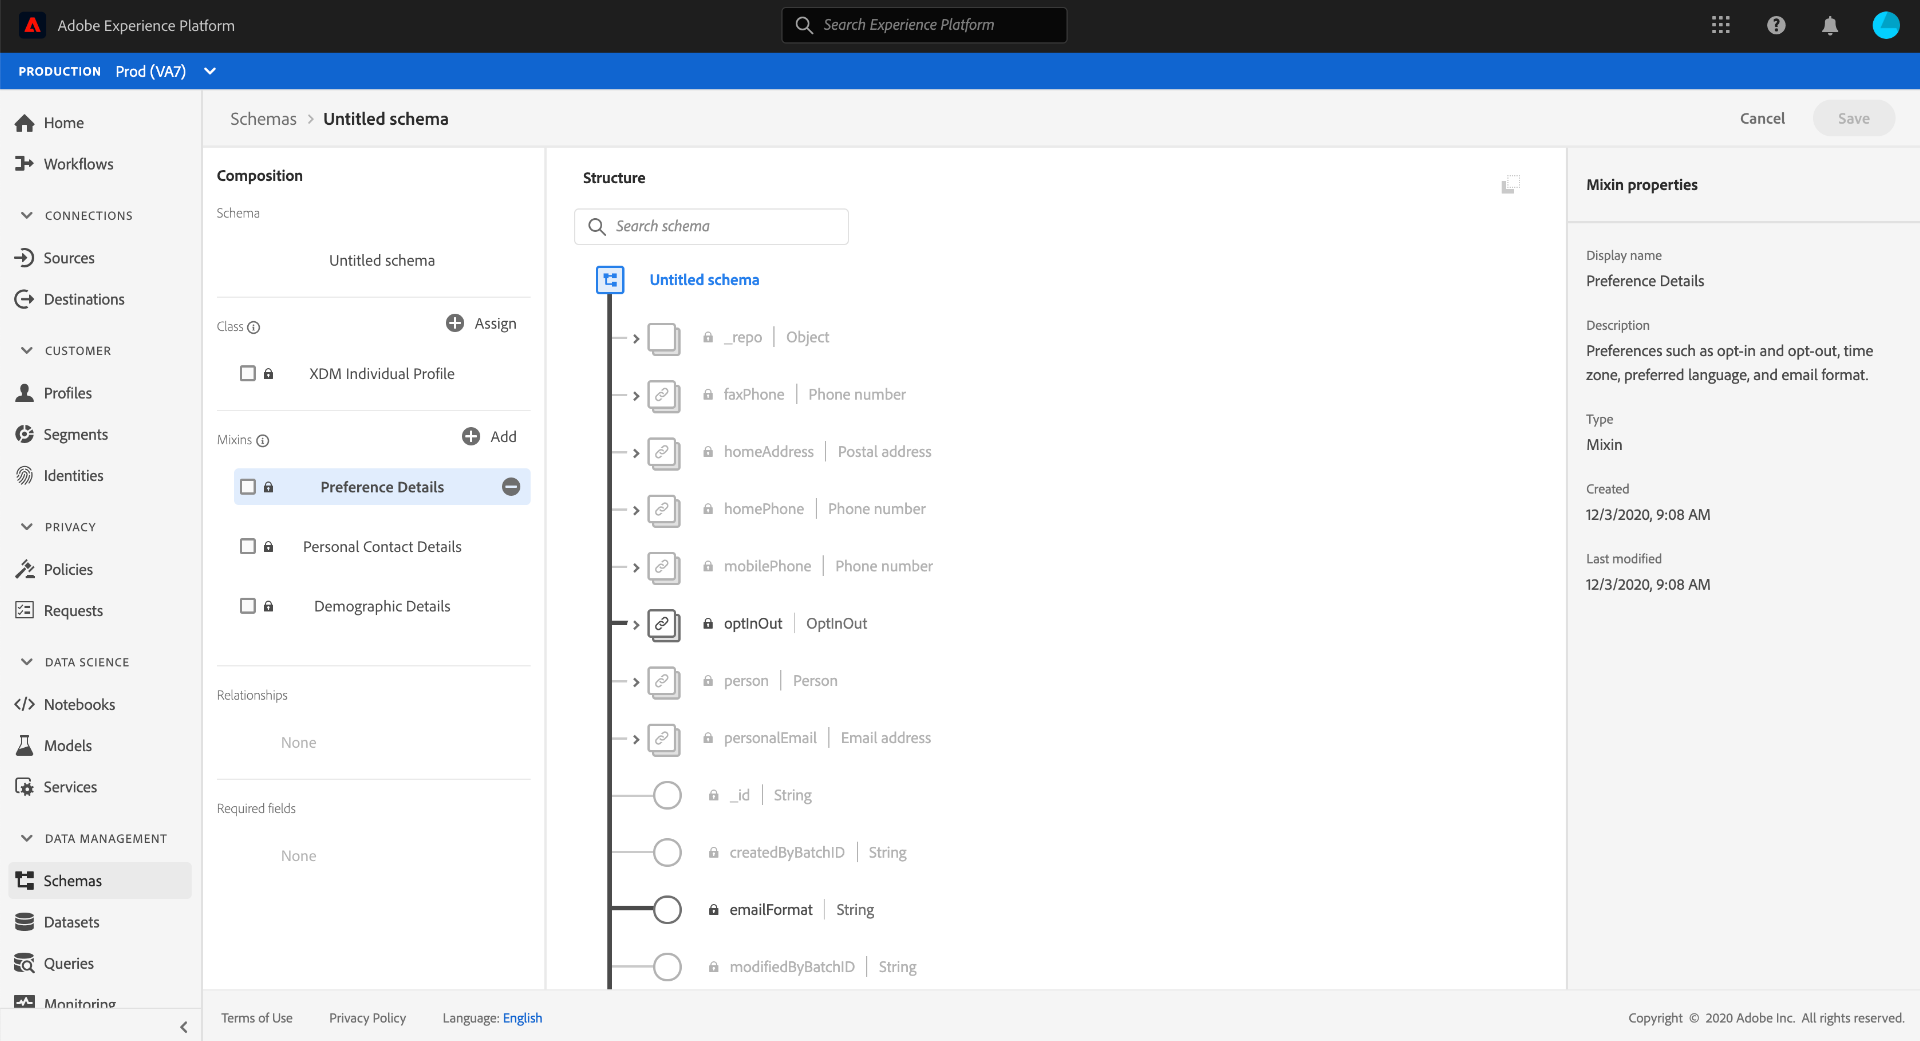 Adobe Experience Platform
Search Experience Platform
PRODUCTION Prod (VA7)
Home
Workflows
CONNECTIONS
Sources
Destinations
CUSTOMER
Profiles
Segments
Identities
PRIVACY
Policies
Requests
DATA SCIENCE
Notebooks
Models
Services
DATA MANAGEMENT
Schemas
Datasets
Queries
Monitoring
Schemas > Untitled schema
Cancel
Save
Composition
Schema
Untitled schema
Class
Assign
XDM Individual Profile
Mixins
Add
Preference Details
Personal Contact Details
Demographic Details
Relationships
None
Required fields
None
Structure
Search schema
Untitled schema
_repo | Object
faxPhone | Phone number
homeAddress | Postal address
homePhone | Phone number
mobilePhone | Phone number
optInOut | OptInOut
person | Person
personalEmail | Email address
_id | String
createdByBatchID | String
emailFormat | String
modifiedByBatchID | String
Mixin properties
Display name
Preference Details
Description
Preferences such as opt-in and opt-out, time
zone, preferred language, and email format.
Type
Mixin
Created
12/3/2020, 9:08 AM
Last modified
12/3/2020, 9:08 AM
Terms of Use
Privacy Policy
Language: English
Copyright © 2020 Adobe Inc. All rights reserved.